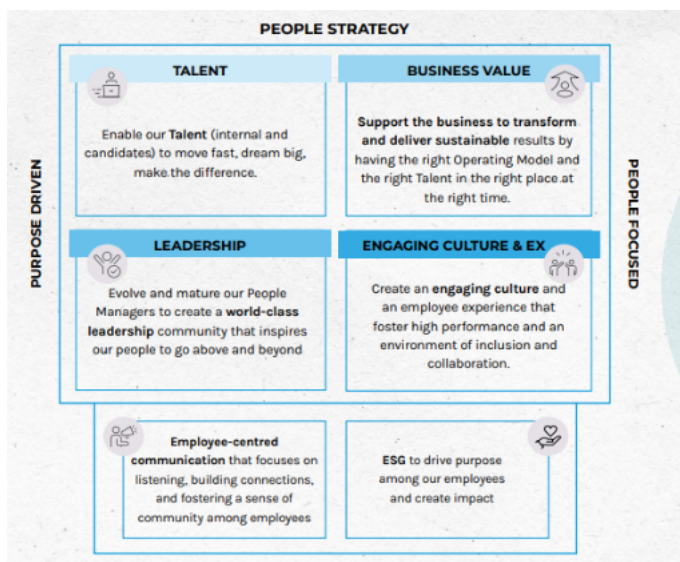 PEOPLE STRATEGY
PURPOSE DRIVEN
TALENT
Enable our Talent (internal and
candidates) to move fast, dream big,
make the difference.
BUSINESS VALUE
Support the business to transform
and deliver sustainable results by
having the right Operating Model and
the right Talent in the right place at
the right time.
LEADERSHIP
Evolve and mature our People
Managers to create a world-class
leadership community that inspires
our people to go above and beyond
ENGAGING CULTURE & EX
Create an engaging culture and
an employee experience that
foster high performance and an
environment of inclusion and
collaboration.
PEOPLE FOCUSED
Employee-centred
communication that focuses on
listening, building connections,
and fostering a sense of
community among employees
ESG to drive purpose
among our employees
and create impact